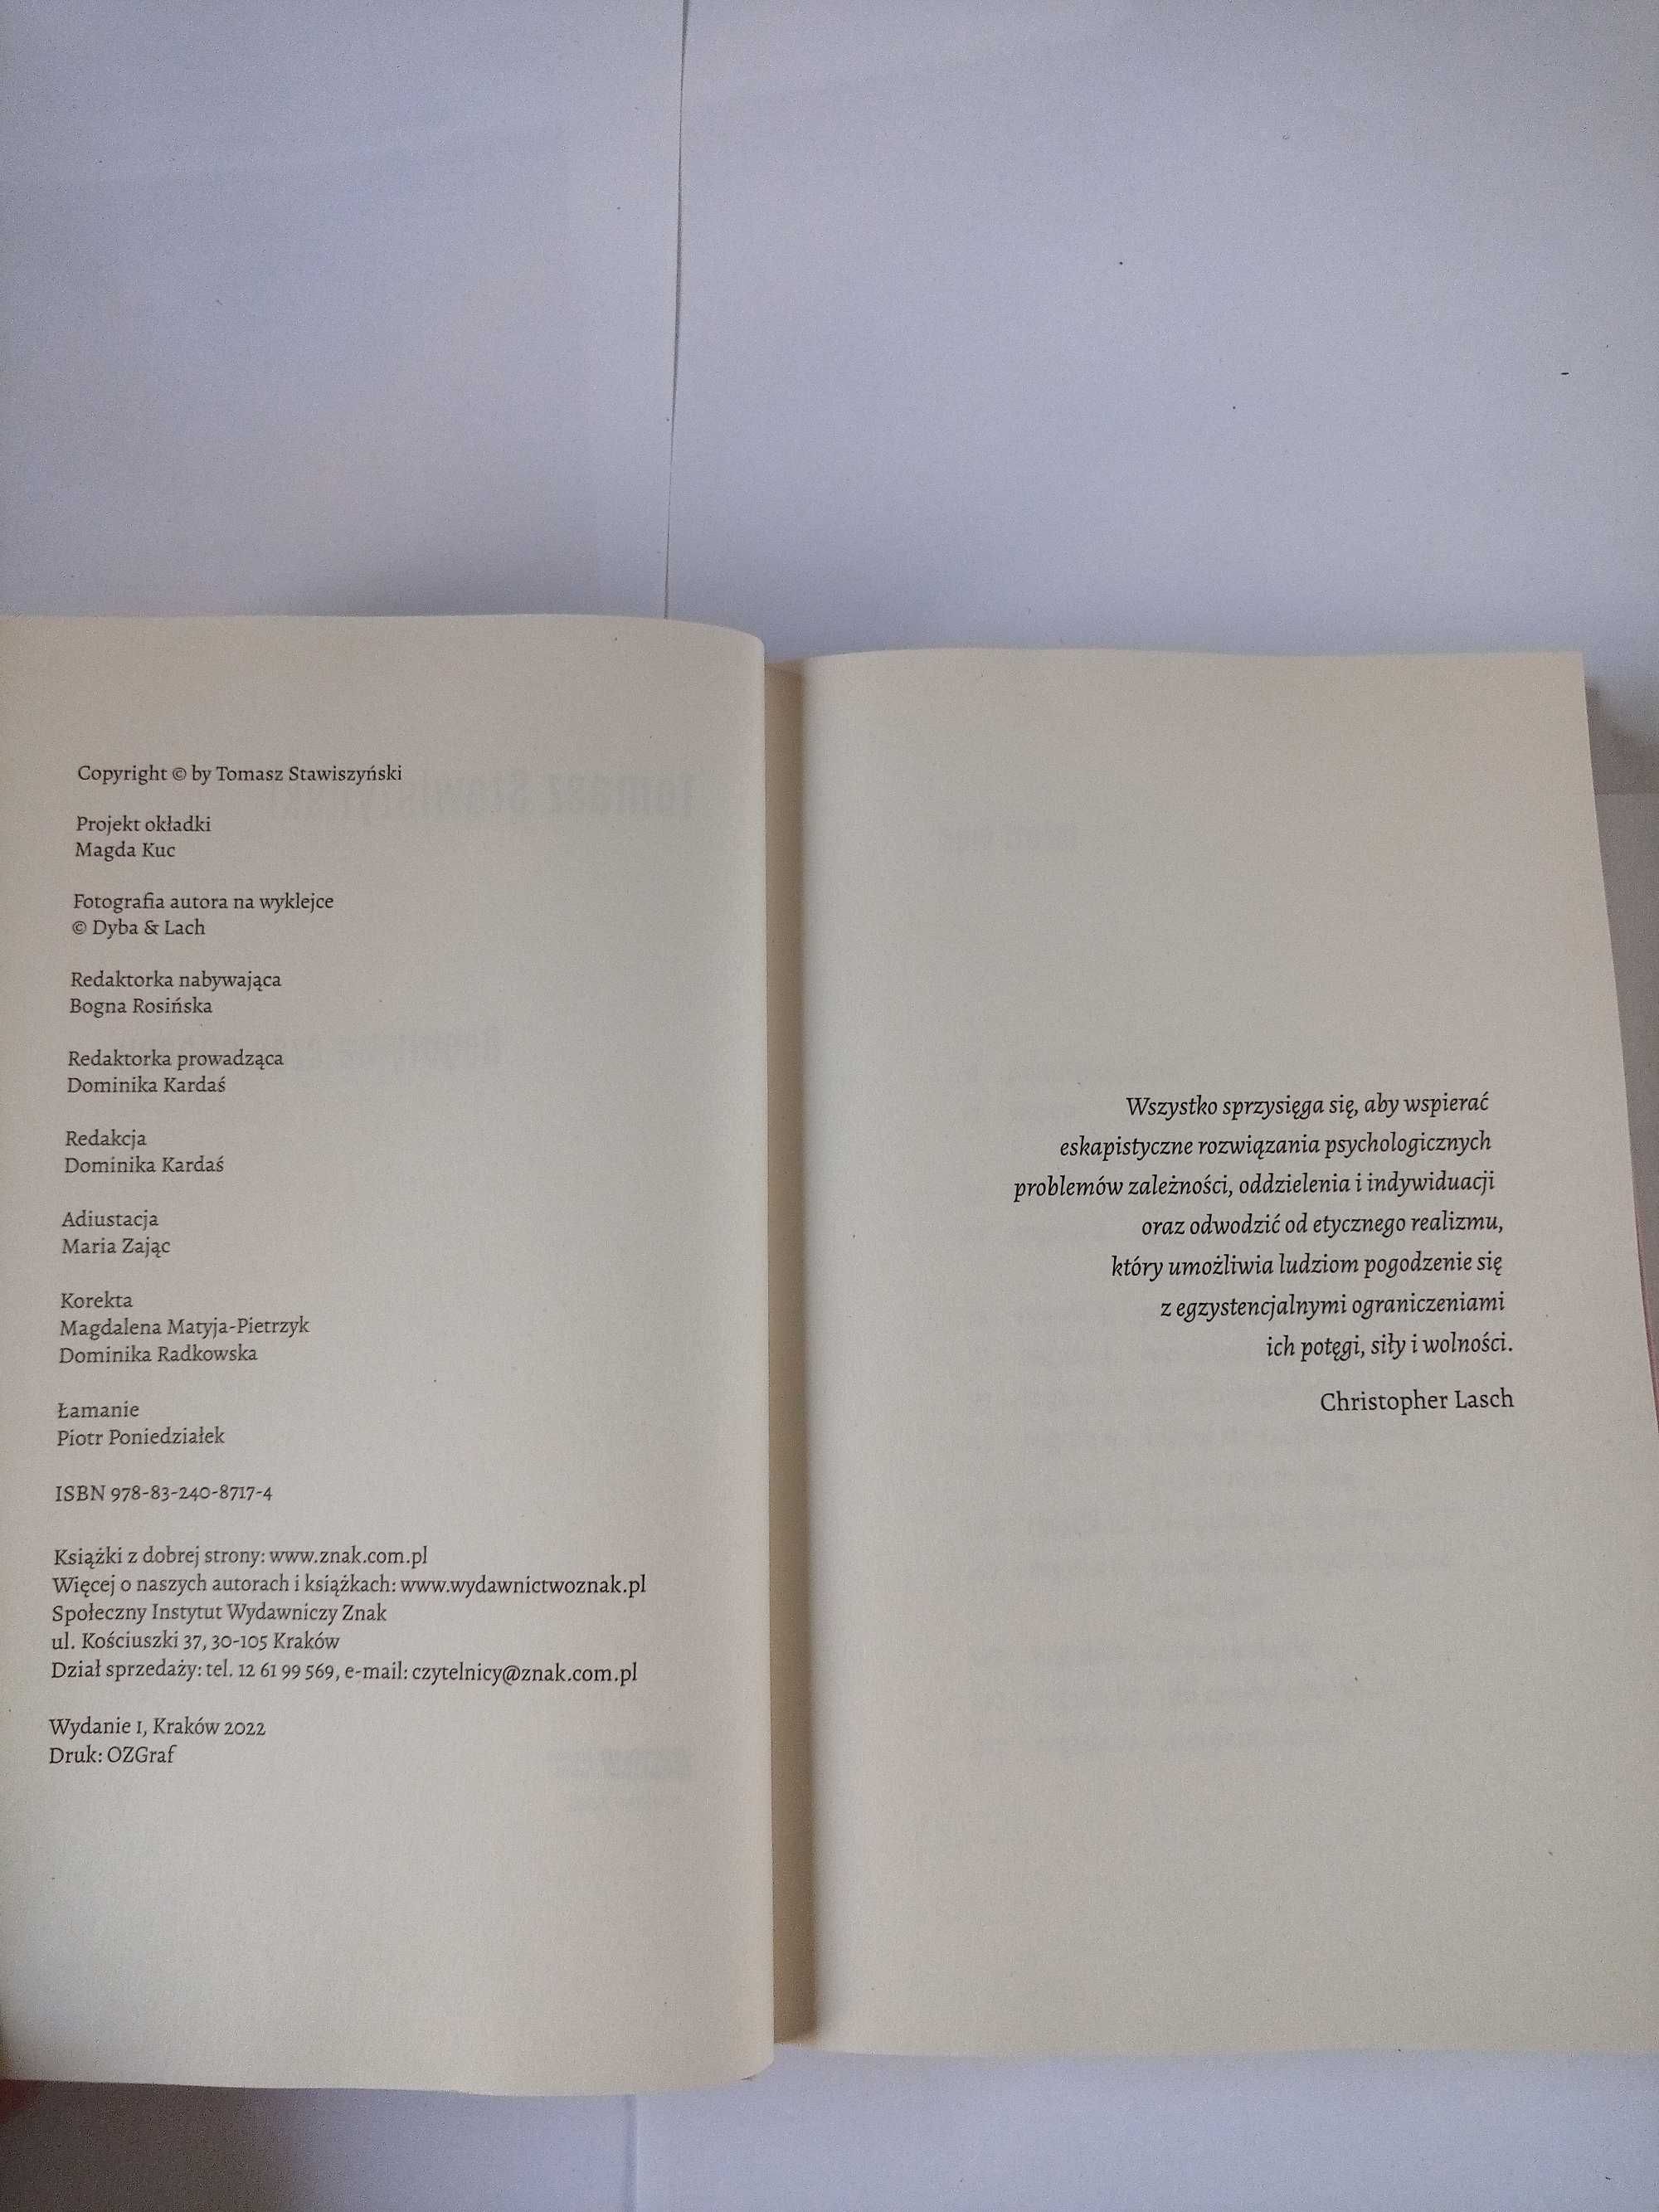 Copyright © by Tomasz Stawiszyński
Projekt okładki
Magda Kuc
Fotografia autora na wyklejce
© Dyba & Lach
Redaktorka nabywająca
Bogna Rosińska
Redaktorka prowadząca
Dominika Kardaś
Redakcja
Dominika Kardaś
Adiustacja
Maria Zając
Korekta
Magdalena Matyja-Pietrzyk
Dominika Radkowska
Łamanie
Piotr Poniedziałek
ISBN 978-83-240-8717-4
Książki z dobrej strony: www.znak.com.pl
Więcej o naszych autorach i książkach: www.wydawnictwoznak.pl
Społeczny Instytut Wydawniczy Znak
ul. Kościuszki 37, 30-105 Kraków
Dział sprzedaży: tel. 12 61 99 569, e-mail: czytelnicy@znak.com.pl
Wydanie I, Kraków 2022
Druk: OZGraf
Wszystko sprzysięga się, aby wspierać
eskapistyczne rozwiązania psychologicznych
problemów zależności, oddzielenia i indywiduacji
oraz odwodzić od etycznego realizmu,
który umożliwia ludziom pogodzenie się
z egzystencjalnymi ograniczeniami
ich potęgi, siły i wolności.
Christopher Lasch